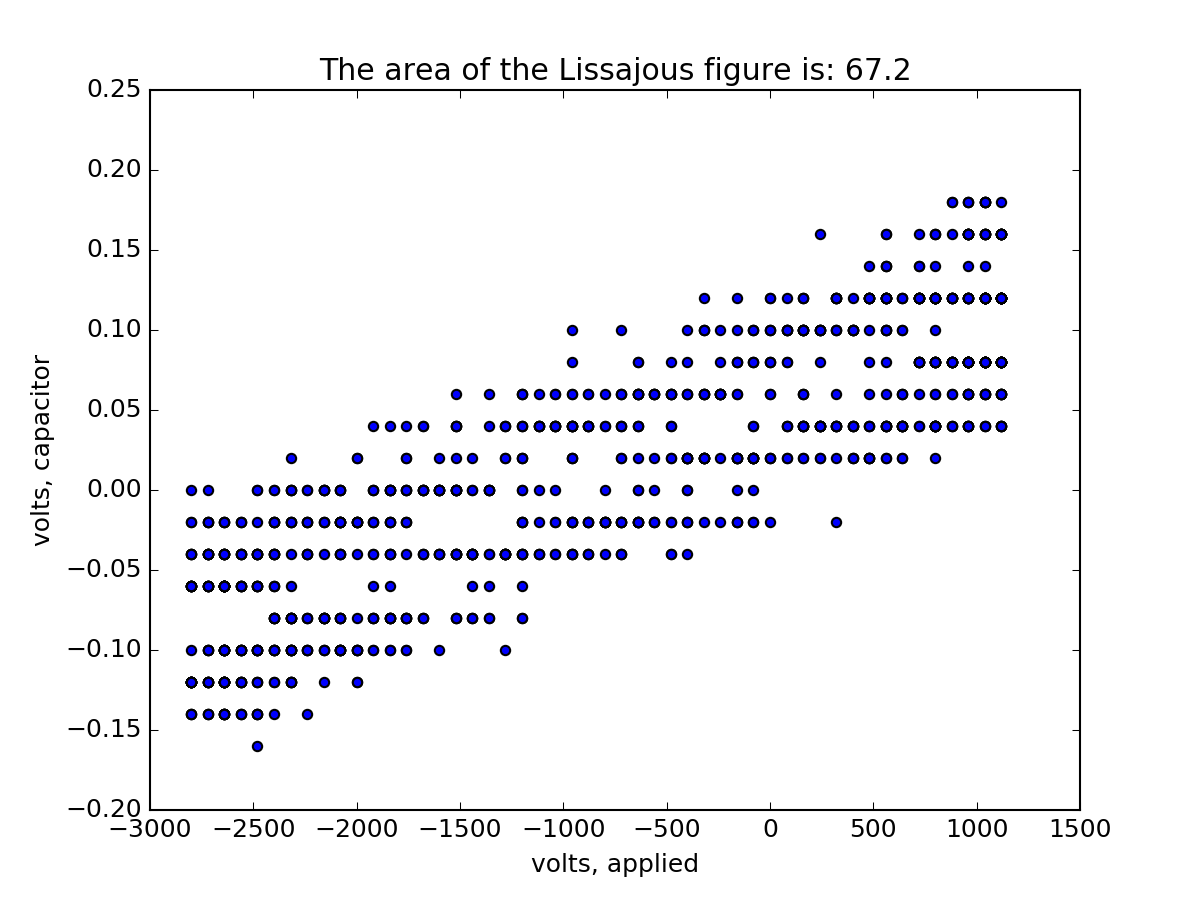 The area of the Lissajous figure is: 67.2
0.25
0.20
0.15
0.10
0.05
0.00
−0.05
−0.10
−0.15
−0.20
volts, capacitor
−3000 −2500 −2000 −1500 −1000 −500 0 500 1000 1500
volts, applied